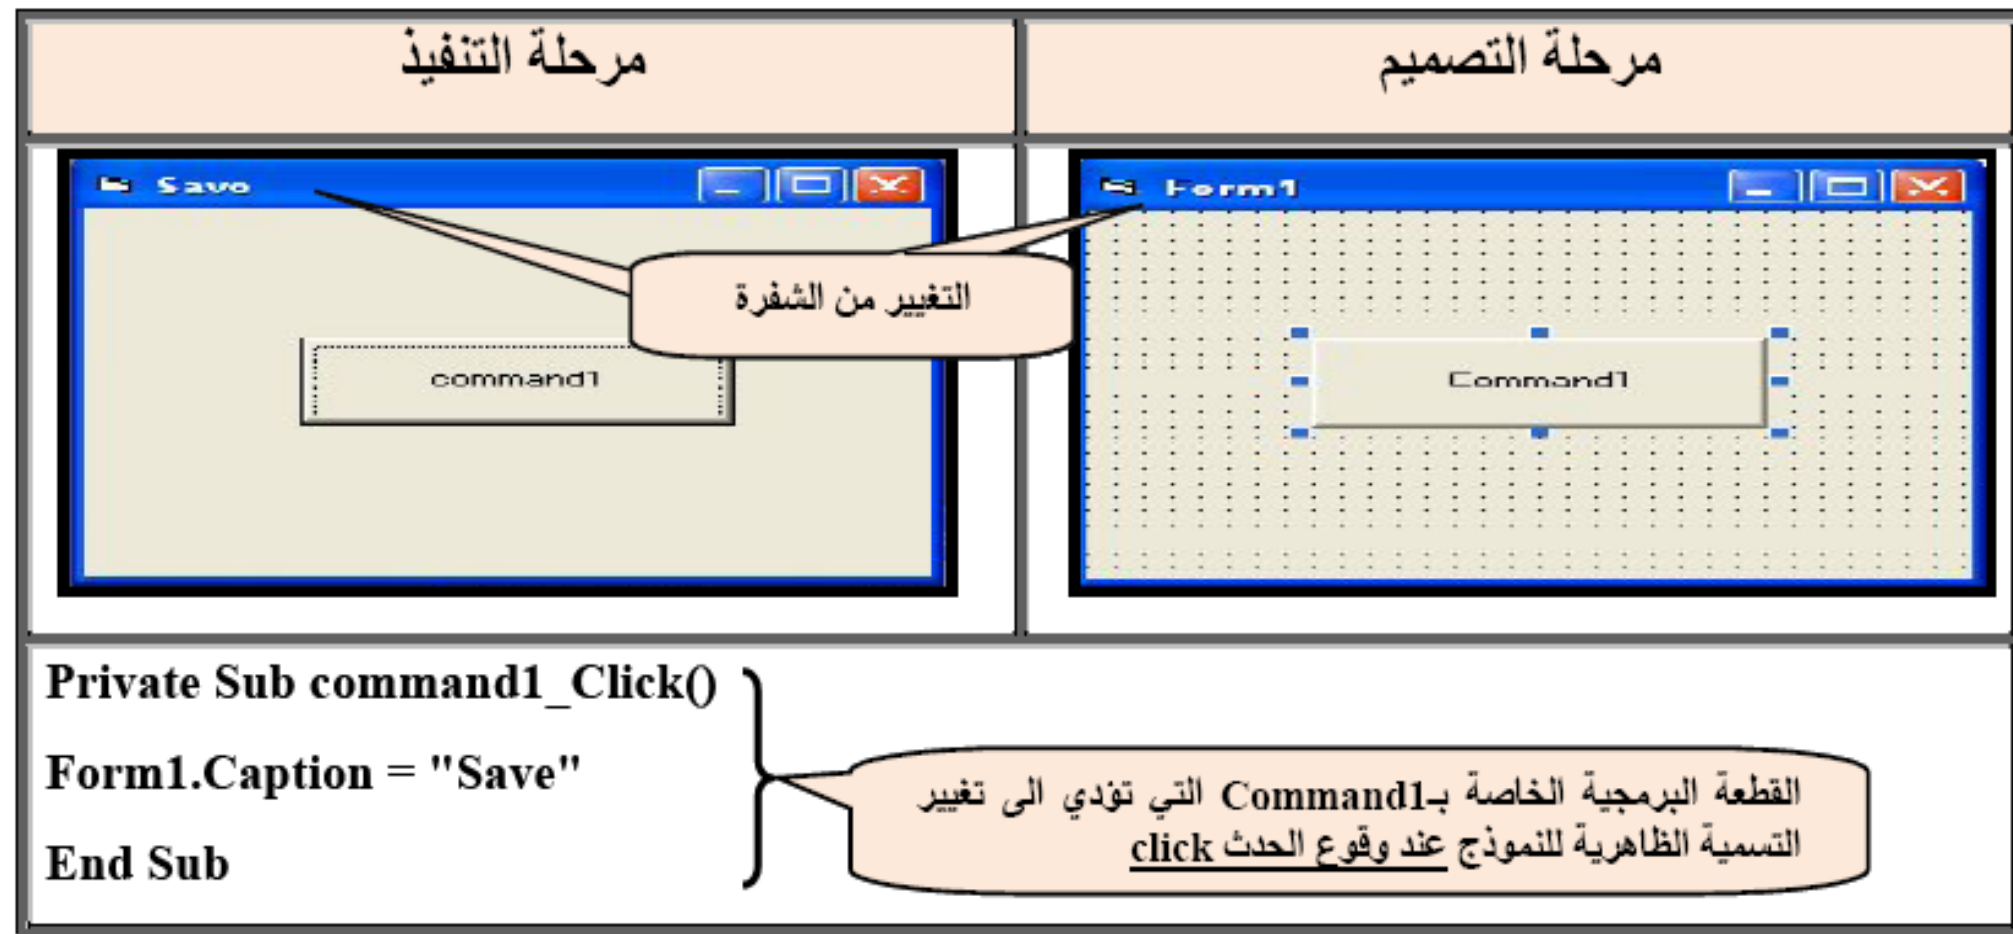 مرحلة التصميم
مرحلة التنفيذ
Form1
Command1
Save
command1
التغيير من الشفرة
Private Sub command1_Click()
Form1.Caption = "Save"
End Sub
القطعة البرمجية الخاصة بـCommand1 التي تؤدي الى تغيير
التسمية الظاهرية للنموذج عند وقوع الحدث click